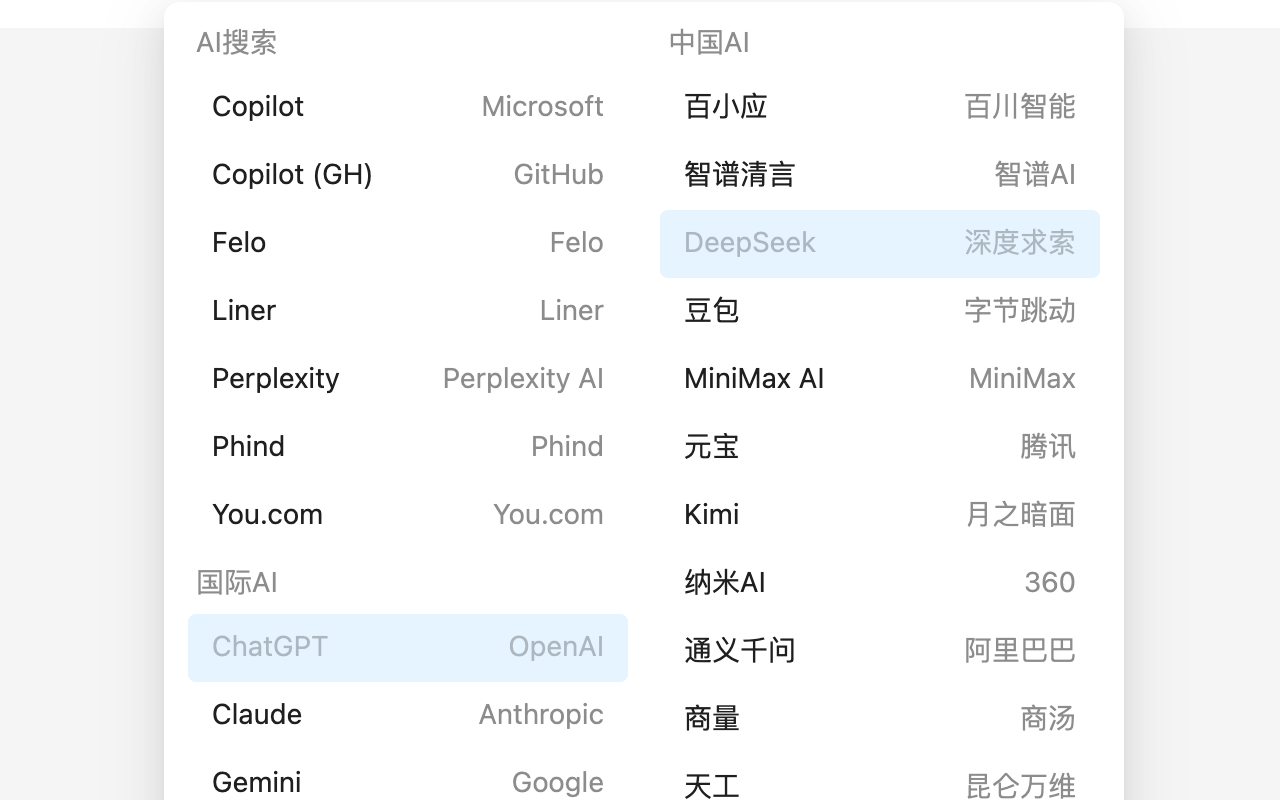 AI搜索
Copilot Microsoft
Copilot (GH) GitHub
Felo Felo
Liner Liner
Perplexity Perplexity AI
Phind Phind
You.com You.com
国际AI
ChatGPT OpenAI
Claude Anthropic
Gemini Google
中国AI
百小应 百川智能
智谱清言 智谱AI
DeepSeek 深度求索
豆包 字节跳动
MiniMax AI MiniMax
元宝 腾讯
Kimi 月之暗面
纳米AI 360
通义千问 阿里巴巴
商量 商汤
天工 昆仑万维